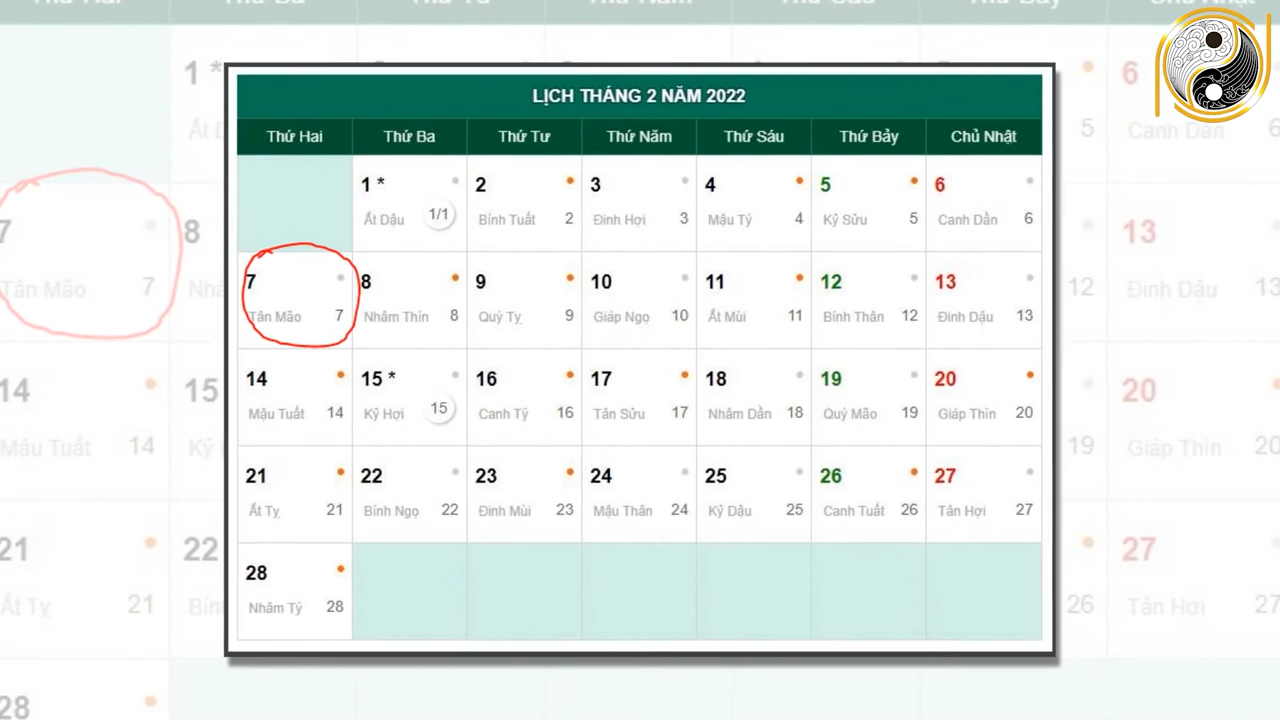 LỊCH THÁNG 2 NĂM 2022
Thứ Hai Thứ Ba Thứ Tư Thứ Năm Thứ Sáu Thứ Bảy Chủ Nhật
1 * 2 3 4 5 6
Ất Dậu 1/1 Bính Tuất 2 Đinh Hợi 3 Mậu Tý 4 Kỷ Sửu 5 Canh Dần 6
7 8 9 10 11 12 13
Tân Mão 7 Nhâm Thìn 8 Quý Tỵ 9 Giáp Ngọ 10 Ất Mùi 11 Bính Thân 12 Đinh Dậu 13
14 15 * 16 17 18 19 20
Mậu Tuất 14 Kỷ Hợi 15 Canh Tý 16 Tân Sửu 17 Nhâm Dần 18 Quý Mão 19 Giáp Thìn 20
21 22 23 24 25 26 27
Ất Tỵ 21 Bính Ngọ 22 Đinh Mùi 23 Mậu Thân 24 Kỷ Dậu 25 Canh Tuất 26 Tân Hợi 27
28
Nhâm Tý 28